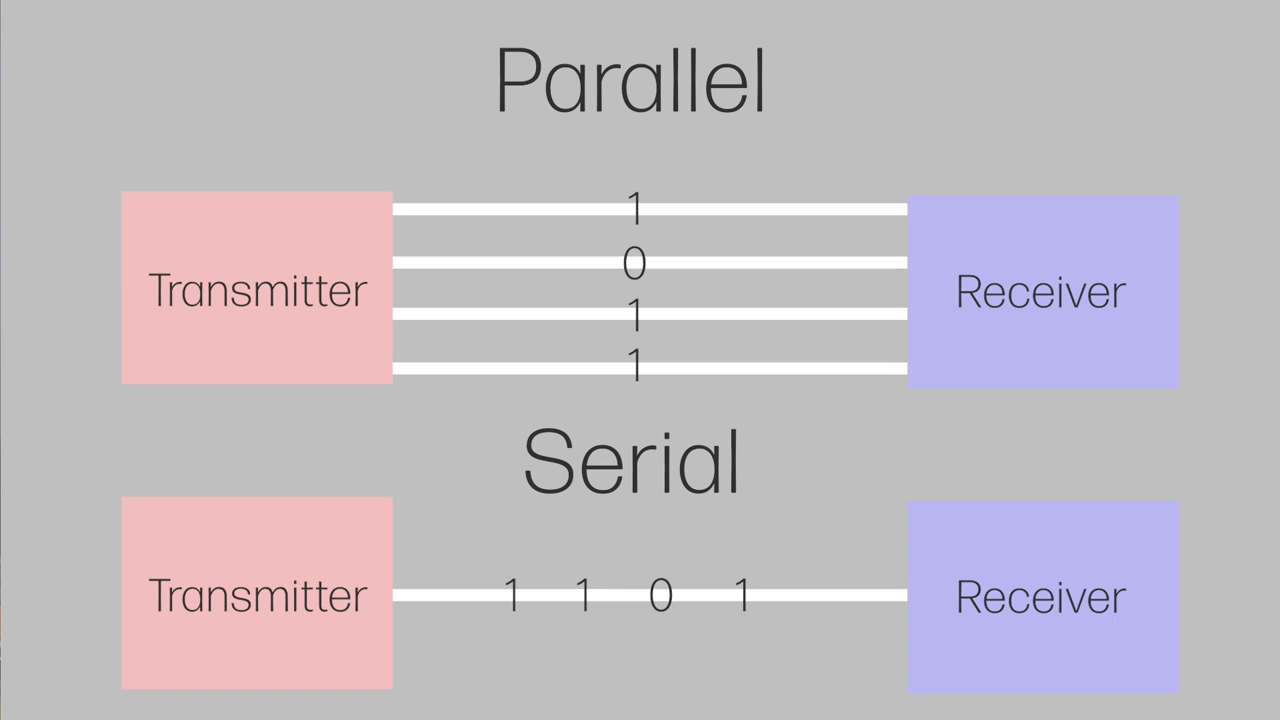 Parallel
1
Transmitter 0 Receiver
1
1
Serial
Transmitter 1 1 0 1 Receiver